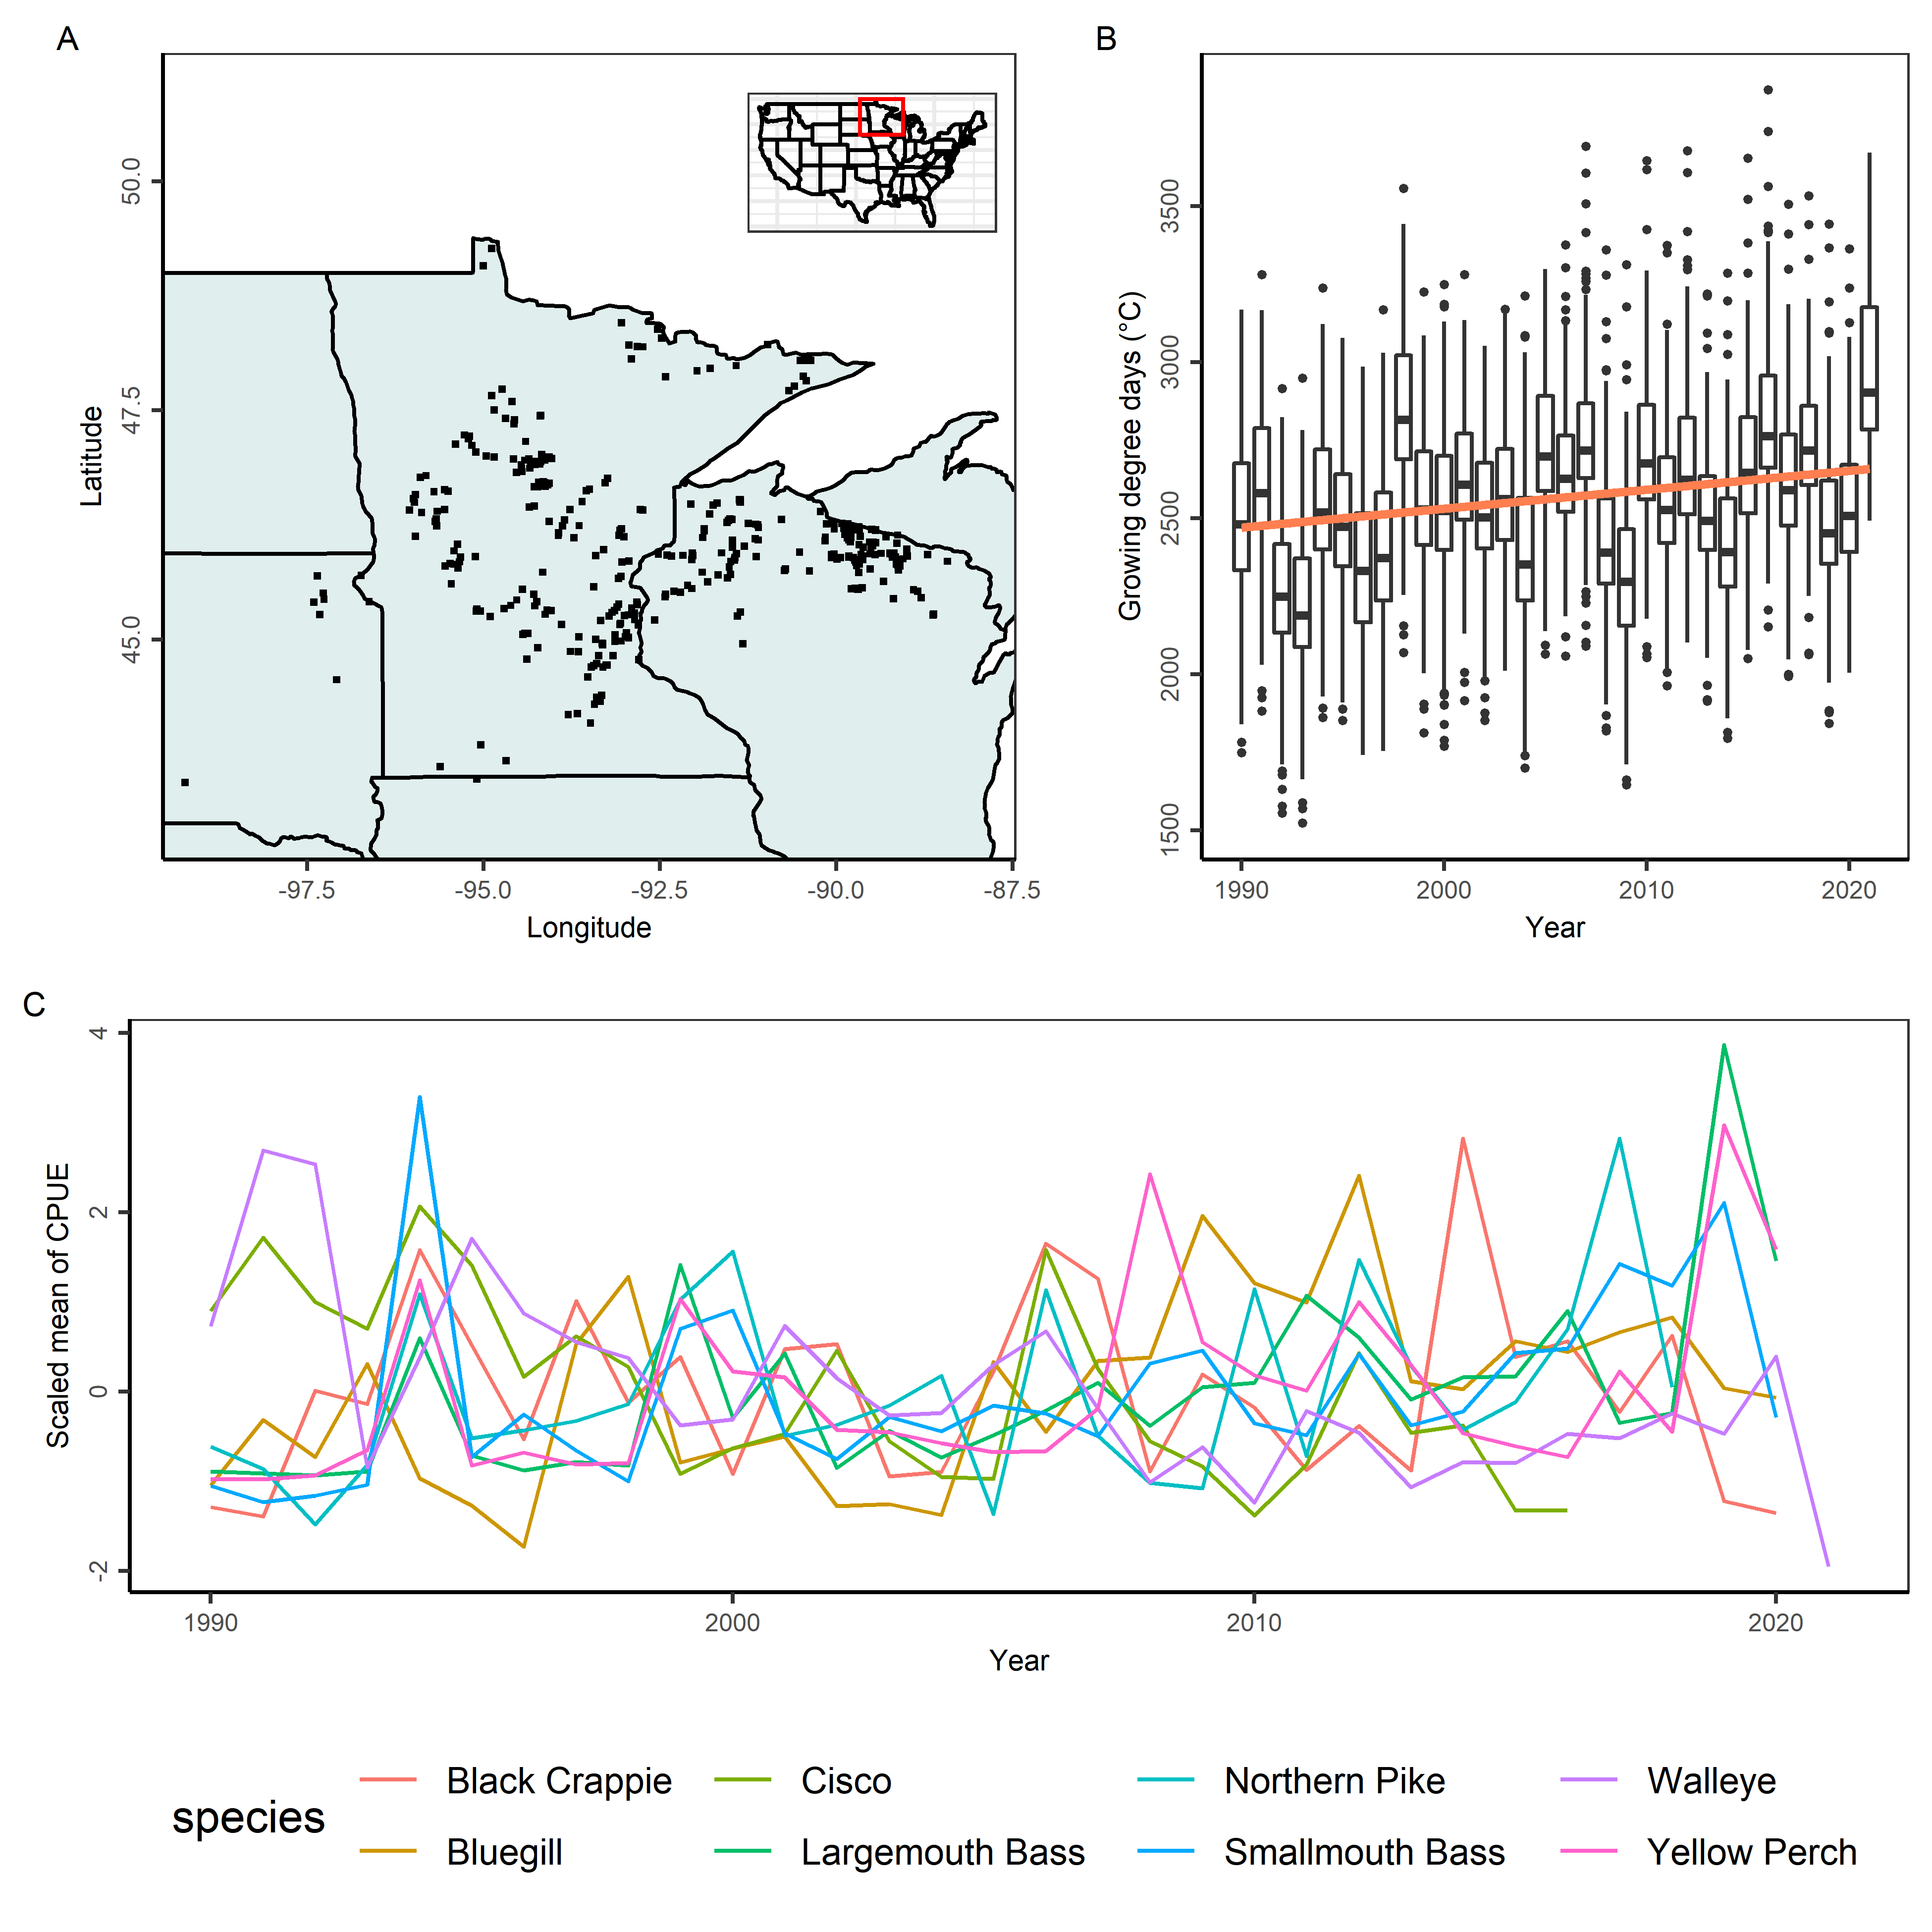 A
B
50.0
47.5
45.0
Latitude
-97.5
-95.0
-92.5
-90.0
-87.5
Longitude
3500
3000
2500
2000
1500
Growing degree days (°C)
1990
2000
2010
2020
Year
C
4
2
0
-2
Scaled mean of CPUE
1990
2000
2010
2020
Year
species
Black Crappie
Cisco
Northern Pike
Walleye
Bluegill
Largemouth Bass
Smallmouth Bass
Yellow Perch